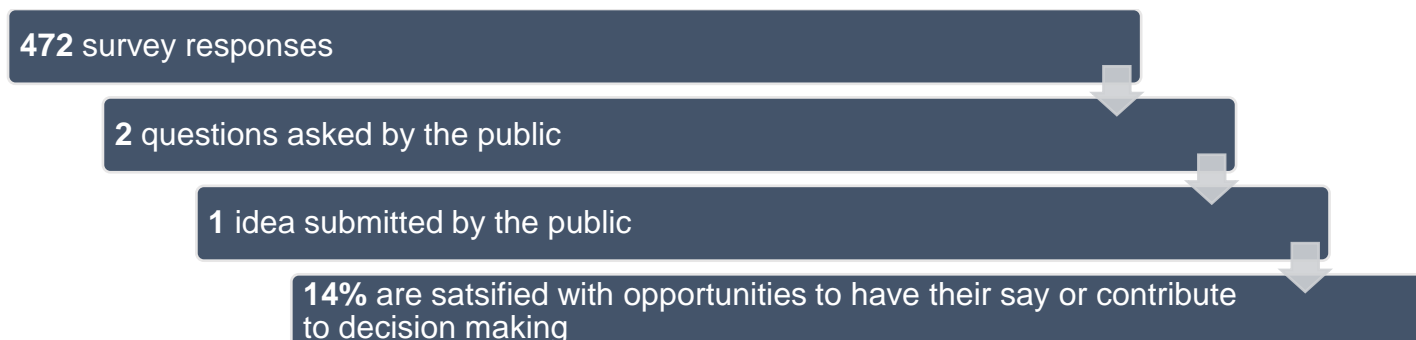 472 survey responses
2 questions asked by the public
1 idea submitted by the public
14% are satsified with opportunities to have their say or contribute
to decision making